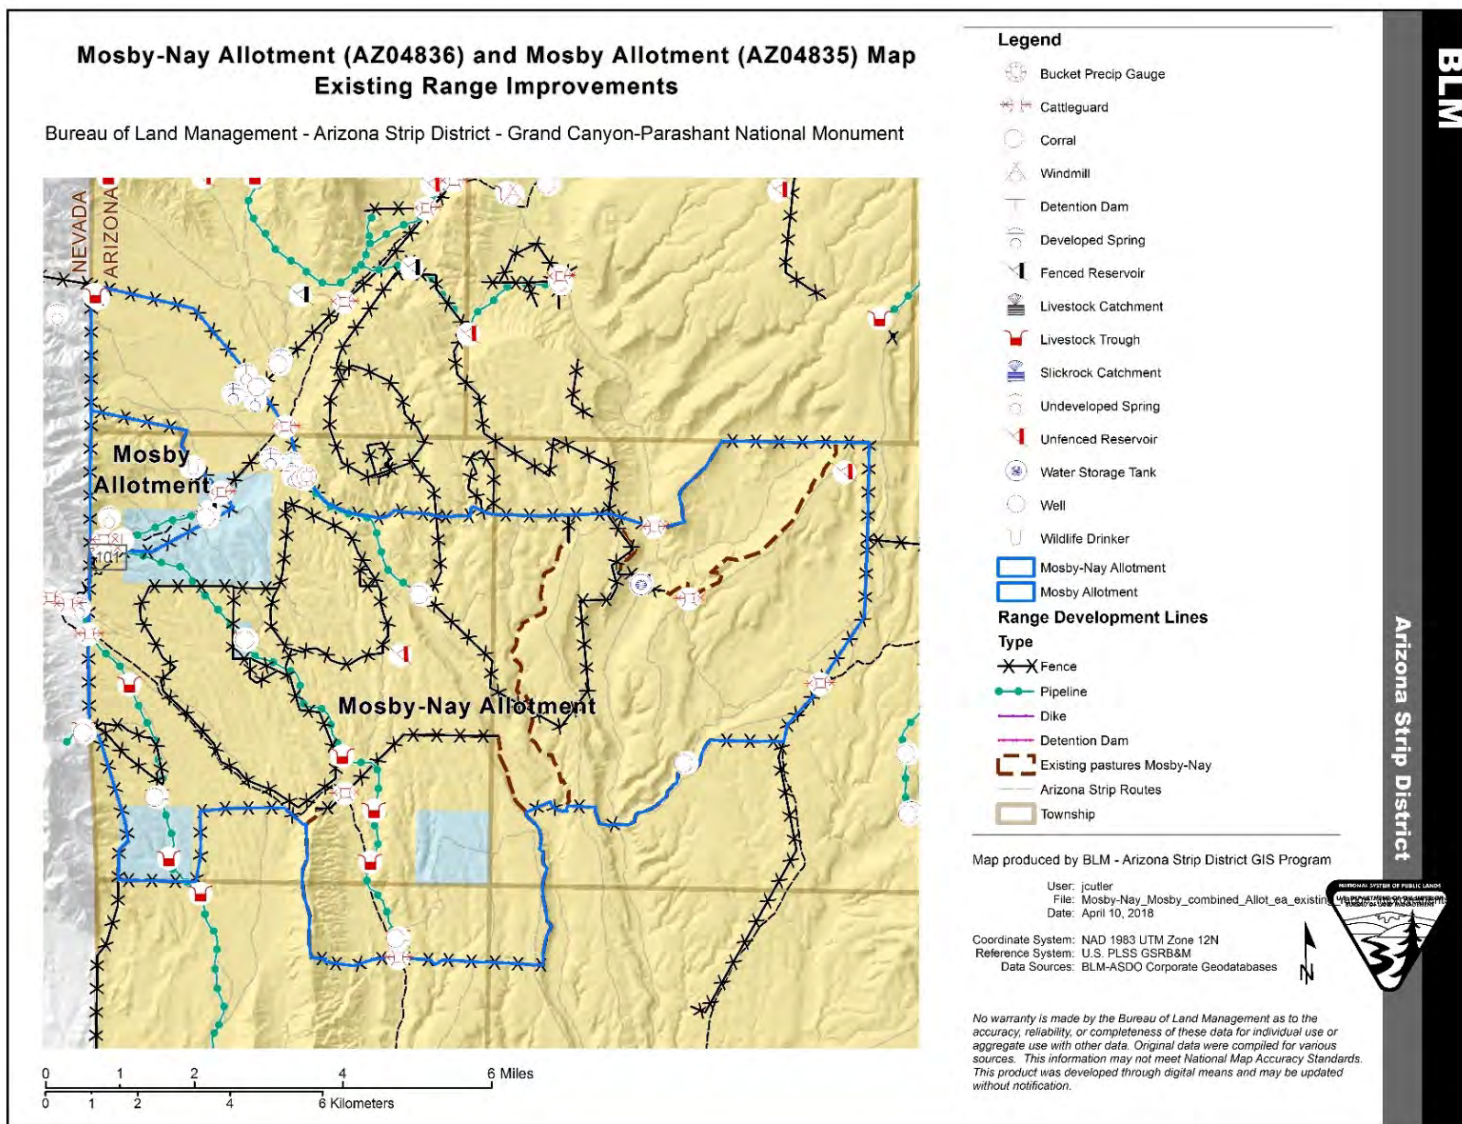 Mosby-Nay Allotment (AZ04836) and Mosby Allotment (AZ04835) Map
Existing Range Improvements
Bureau of Land Management - Arizona Strip District - Grand Canyon-Parashant National Monument
NEVADA
ARIZONA
Mosby
Allotment
101
Mosby-Nay Allotment
0 1 2 4 6 Miles
0 1 2 4 6 Kilometers
Legend
Bucket Precip Gauge
Cattleguard
Corral
Windmill
Detention Dam
Developed Spring
Fenced Reservoir
Livestock Catchment
Livestock Trough
Slickrock Catchment
Undeveloped Spring
Unfenced Reservoir
Water Storage Tank
Well
Wildlife Drinker
Mosby-Nay Allotment
Mosby Allotment
Range Development Lines
Type
Fence
Pipeline
Dike
Detention Dam
Existing pastures Mosby-Nay
Arizona Strip Routes
Township
Map produced by BLM - Arizona Strip District GIS Program
User: jcutler
File: Mosby-Nay_Mosby_combined_Allot_ea_existing_
Date: April 10, 2018
Coordinate System: NAD 1983 UTM Zone 12N
Reference System: U.S. PLSS GSRB&M
Data Sources: BLM-ASDO Corporate Geodatabases
N
NATIONAL SYSTEM OF PUBLIC LANDS
No warranty is made by the Bureau of Land Management as to the
accuracy, reliability, or completeness of these data for individual use or
aggregate use with other data. Original data were compiled for various
sources. This information may not meet National Map Accuracy Standards.
This product was developed through digital means and may be updated
without notification.
BLM
Arizona Strip District